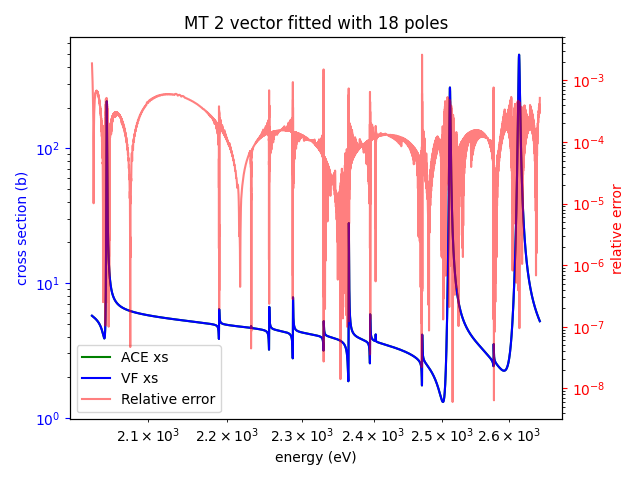 MT 2 vector fitted with 18 poles
cross section (b)
10²
10¹
10⁰
10⁻³
10⁻⁴
10⁻⁵
10⁻⁶
10⁻⁷
10⁻⁸
relative error
ACE xs
VF xs
Relative error
2.1 × 10³ 2.2 × 10³ 2.3 × 10³ 2.4 × 10³ 2.5 × 10³ 2.6 × 10³
energy (eV)